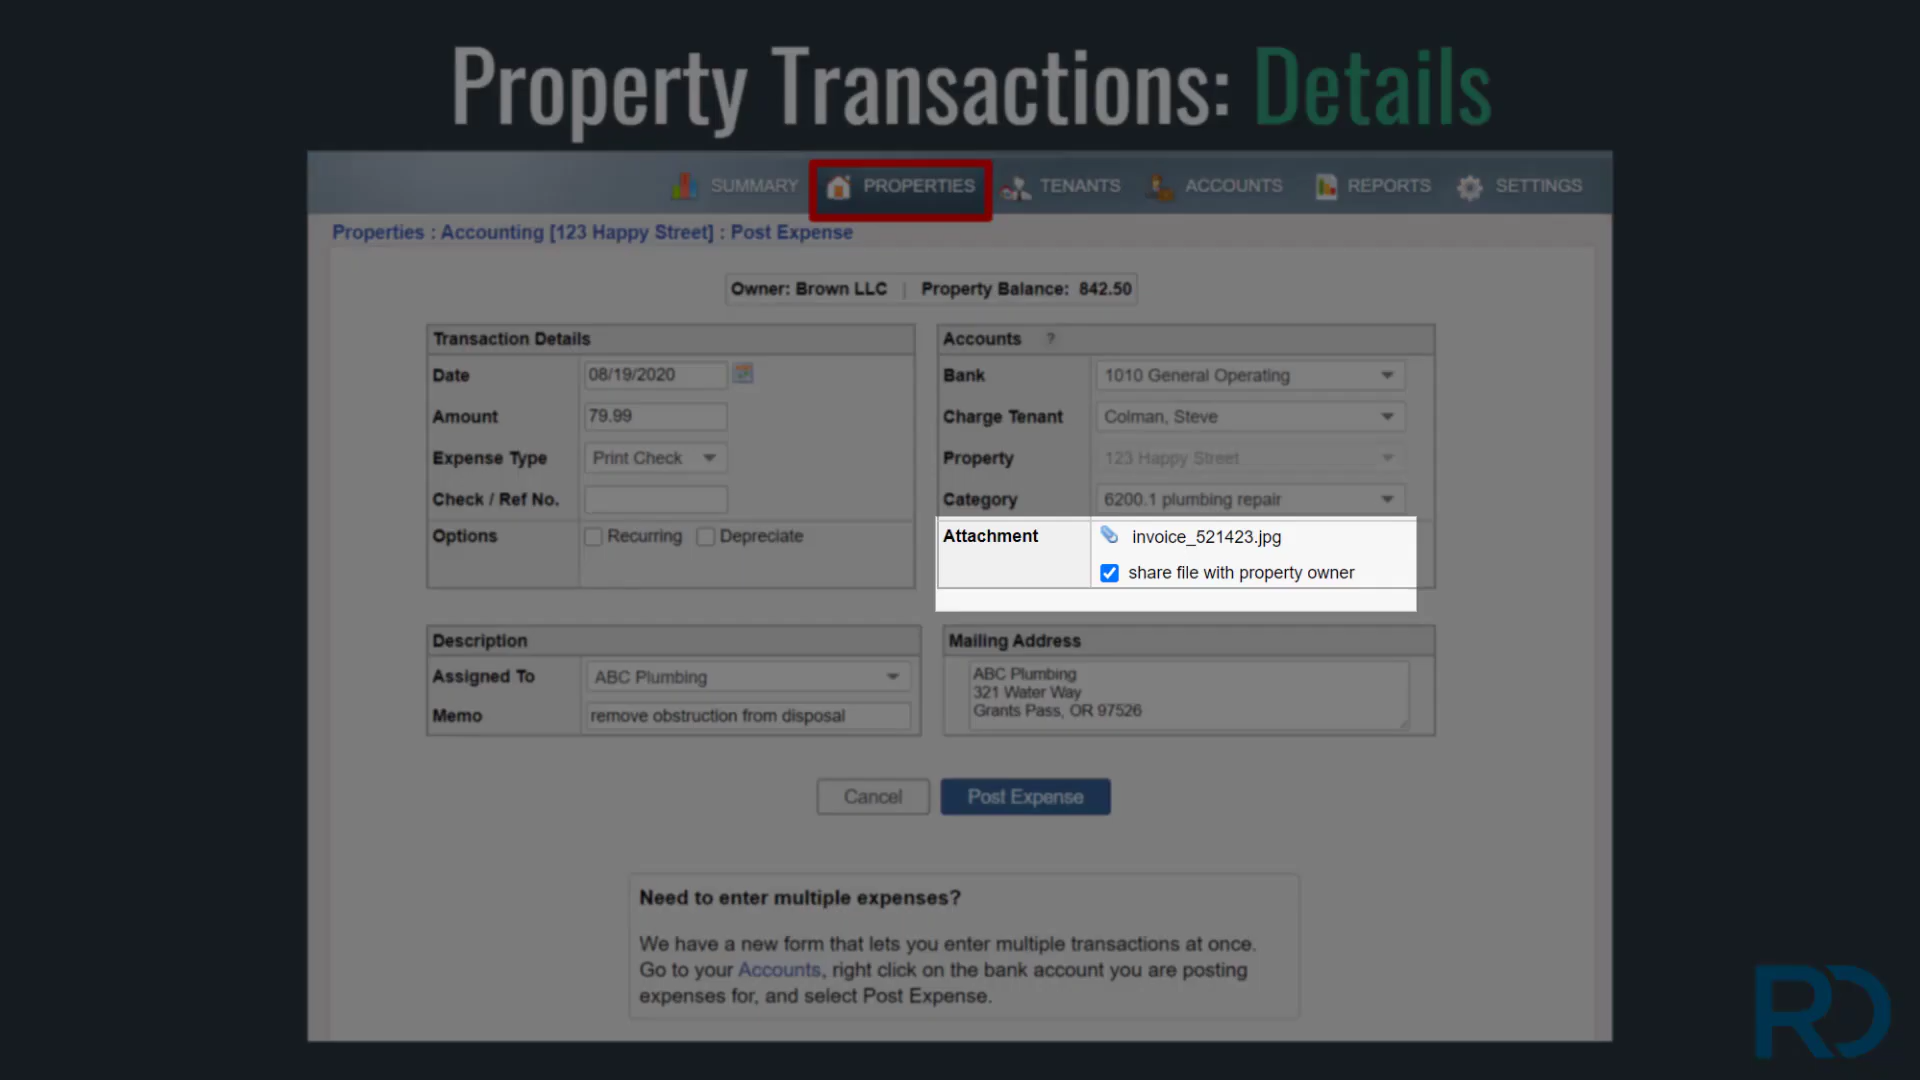 Property Transactions: Details
SUMMARY PROPERTIES TENANTS ACCOUNTS REPORTS SETTINGS
Properties : Accounting [123 Happy Street] : Post Expense
Owner: Brown LLC | Property Balance: 842.50
Transaction Details
Date 08/19/2020
Amount 79.99
Expense Type Print Check
Check / Ref No.
Options Recurring Depreciate
Accounts ?
Bank 1010 General Operating
Charge Tenant Colman, Steve
Property 123 Happy Street
Category 6200.1 plumbing repair
Attachment invoice_521423.jpg
share file with property owner
Description
Assigned To ABC Plumbing
Memo remove obstruction from disposal
Mailing Address
ABC Plumbing
321 Water Way
Grants Pass, OR 97526
Cancel Post Expense
Need to enter multiple expenses?
We have a new form that lets you enter multiple transactions at once.
Go to your Accounts, right click on the bank account you are posting
expenses for, and select Post Expense.
RD